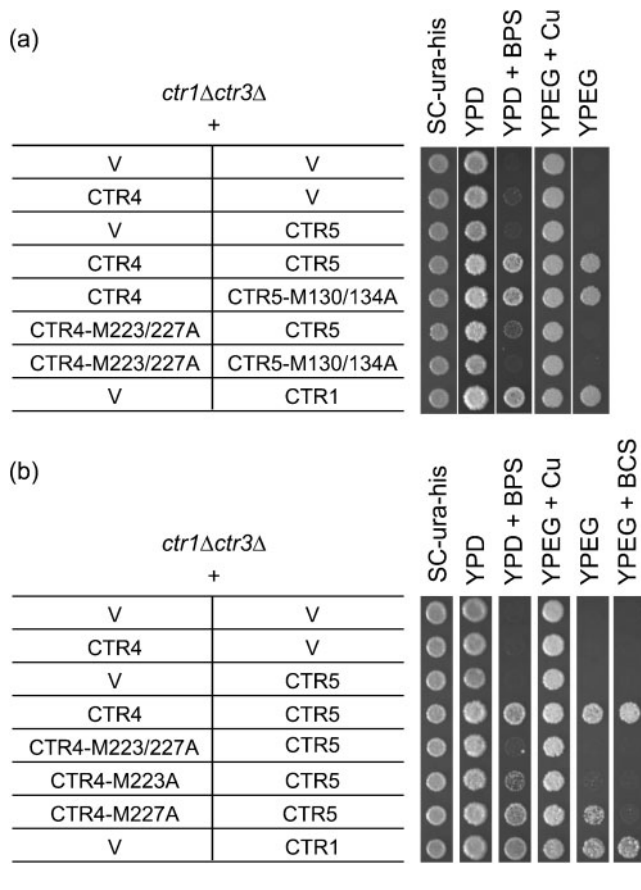 (a)
ctr1Δctr3Δ
+
SC-ura-his
YPD
YPD + BPS
YPEG + Cu
YPEG
V V
CTR4 V
V CTR5
CTR4 CTR5
CTR4 CTR5-M130/134A
CTR4-M223/227A CTR5
CTR4-M223/227A CTR5-M130/134A
V CTR1
(b)
ctr1Δctr3Δ
+
SC-ura-his
YPD
YPD + BPS
YPEG + Cu
YPEG
YPEG + BCS
V V
CTR4 V
V CTR5
CTR4 CTR5
CTR4-M223/227A CTR5
CTR4-M223A CTR5
CTR4-M227A CTR5
V CTR1